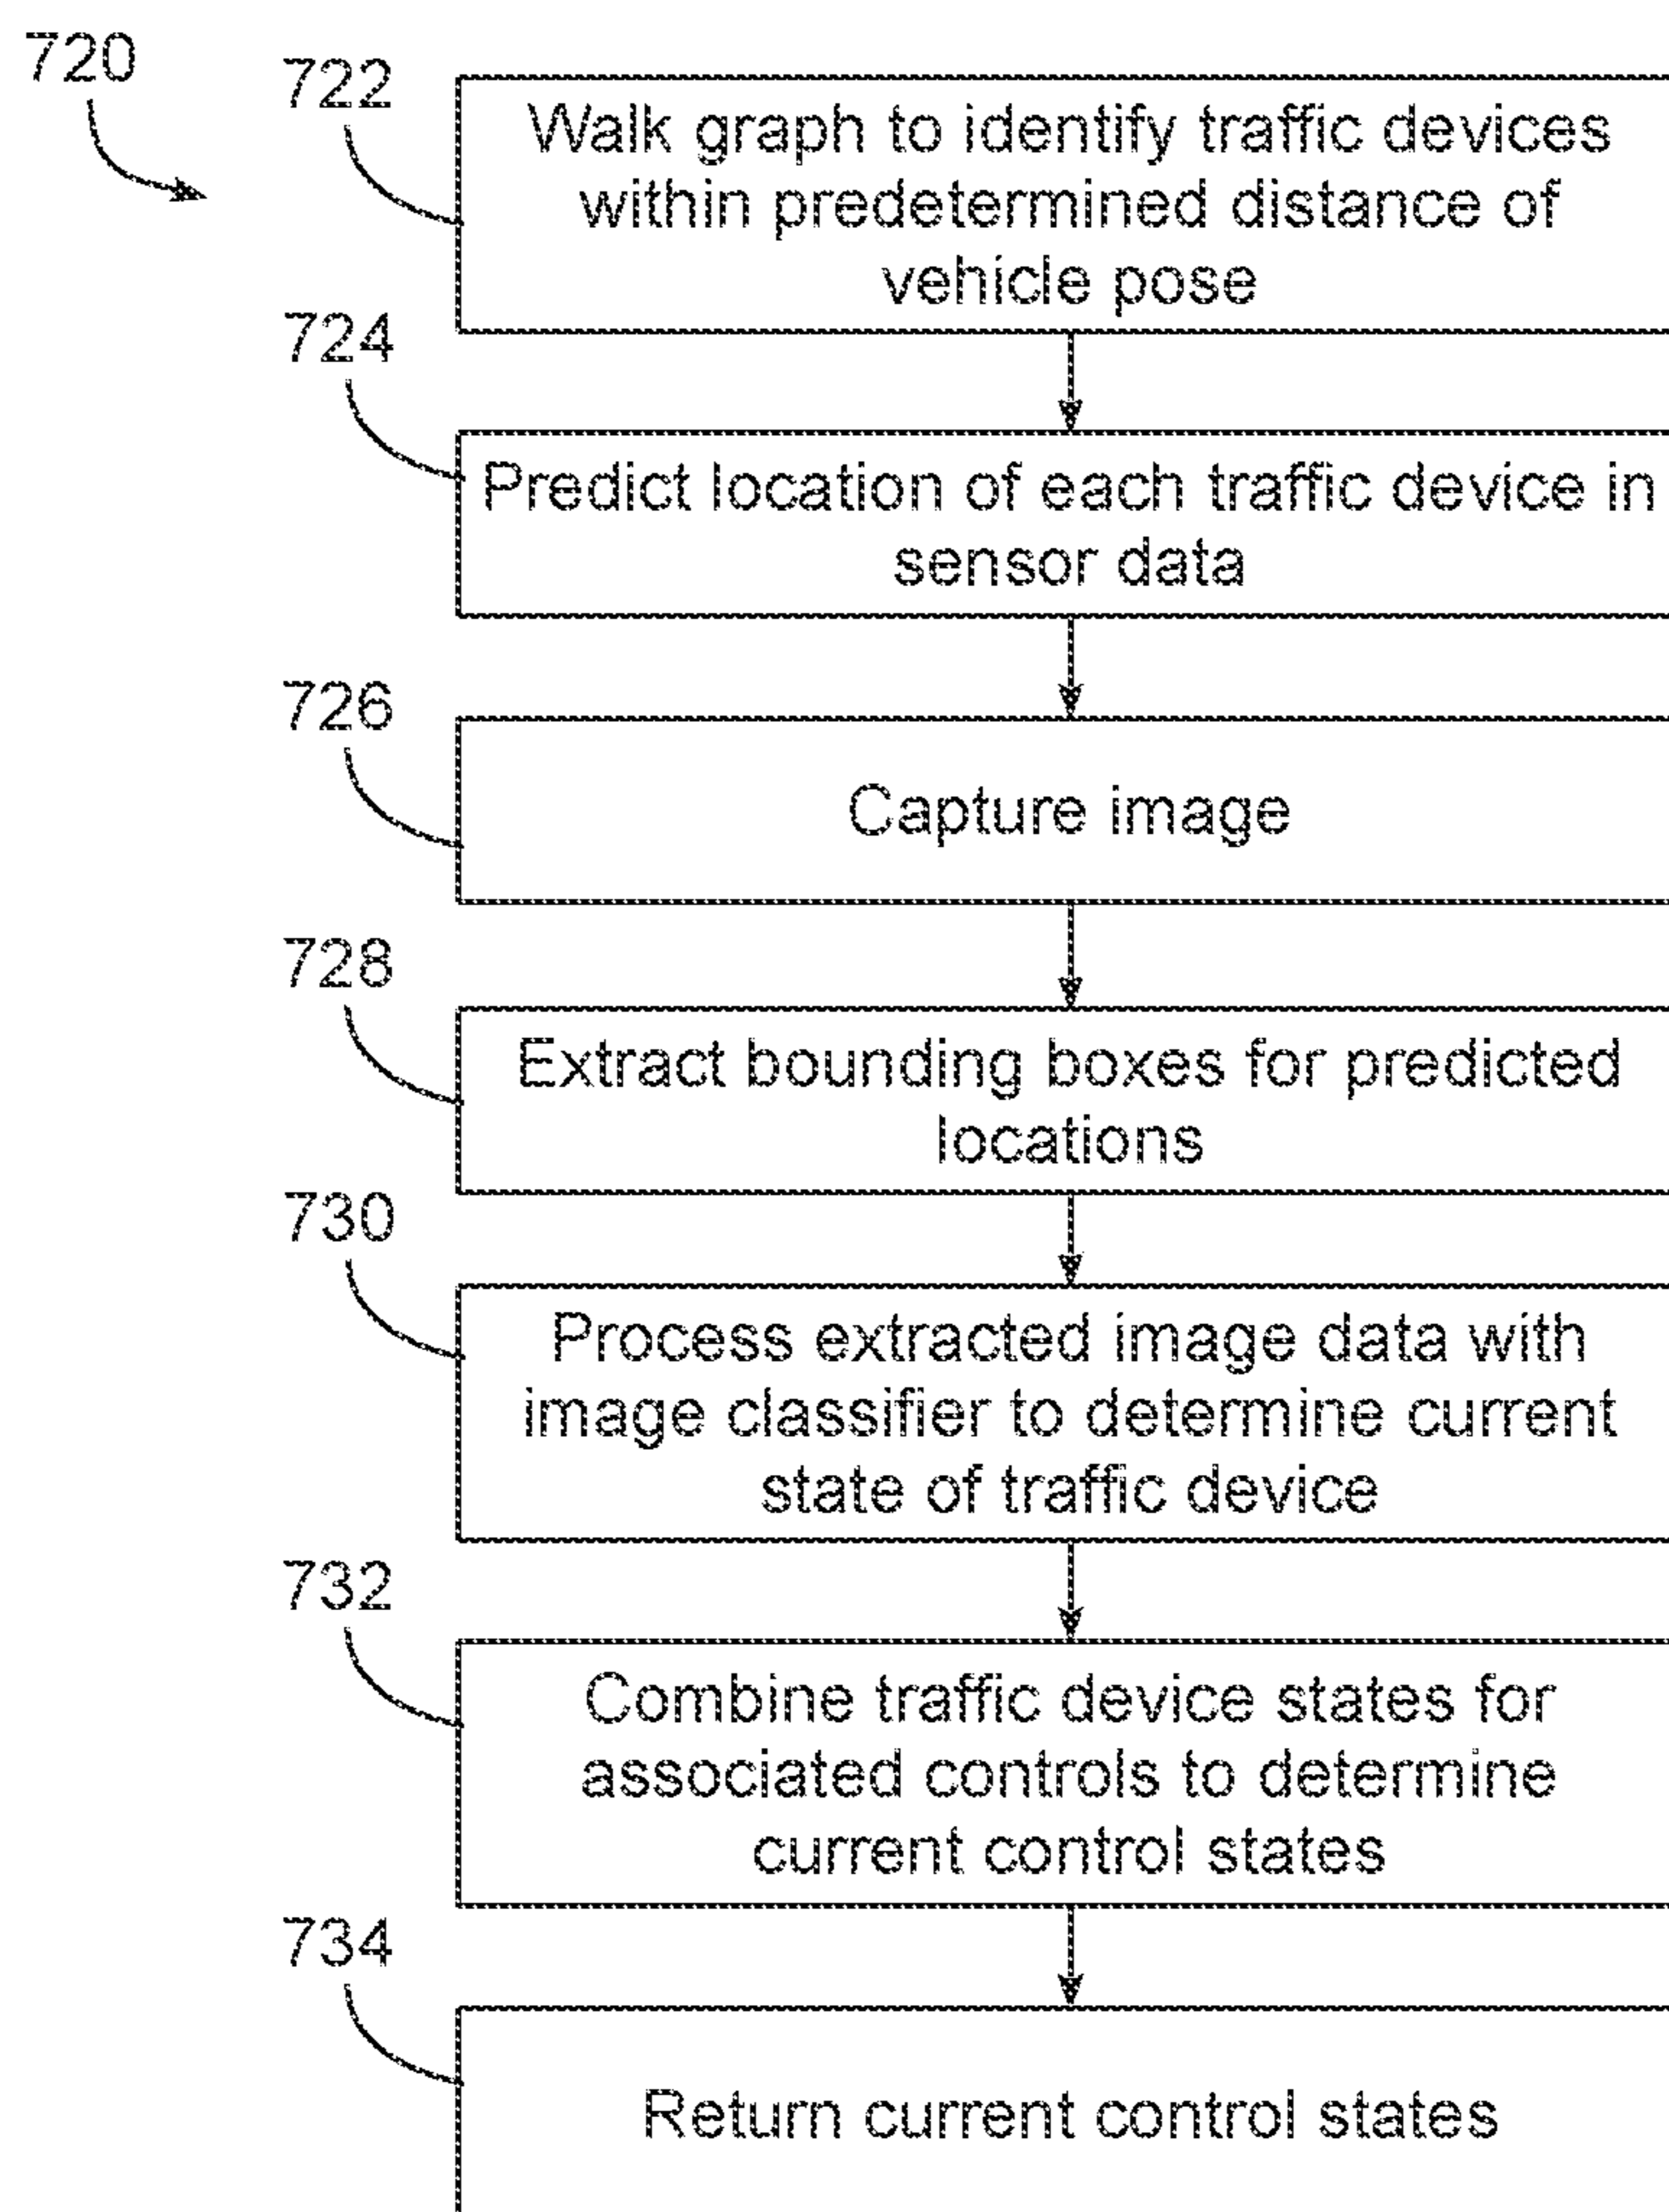 720
722
Walk graph to identify traffic devices
within predetermined distance of
vehicle pose
724
Predict location of each traffic device in
sensor data
726
Capture image
728
Extract bounding boxes for predicted
locations
730
Process extracted image data with
image classifier to determine current
state of traffic device
732
Combine traffic device states for
associated controls to determine
current control states
734
Return current control states